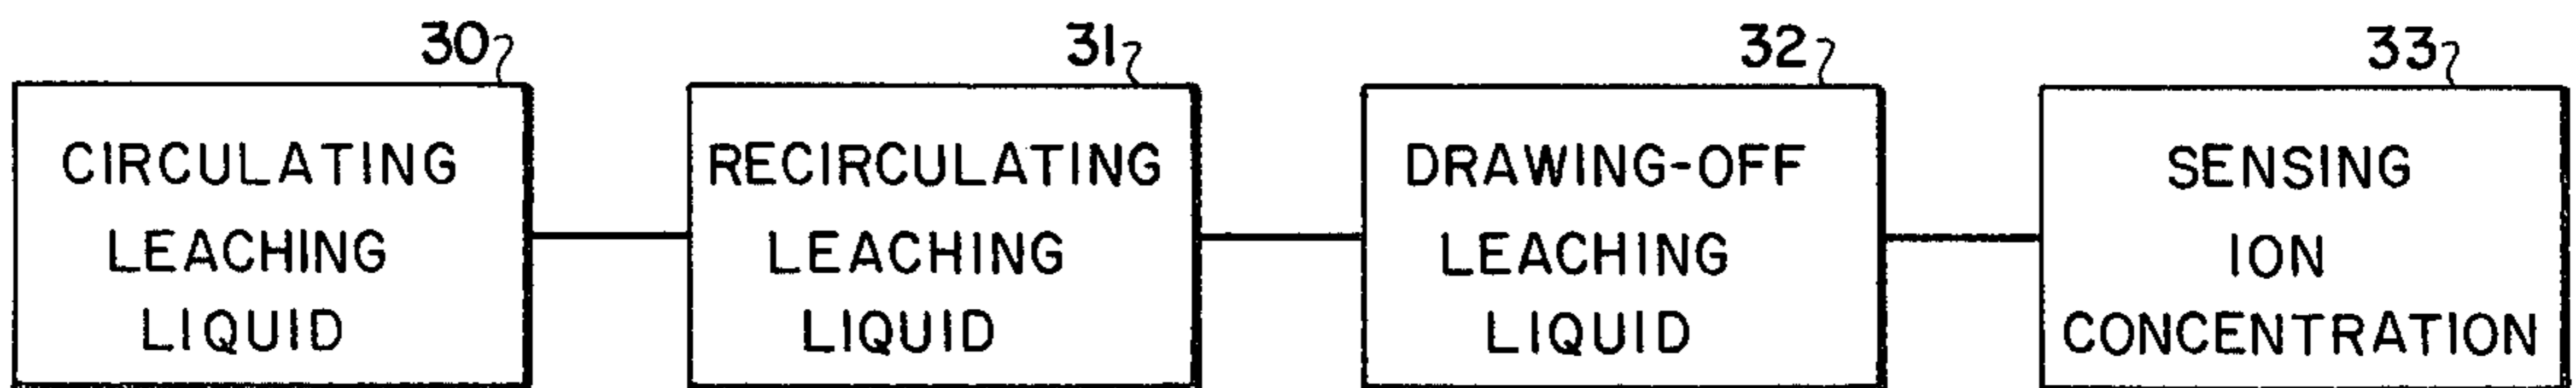 30
CIRCULATING
LEACHING
LIQUID
31
RECIRCULATING
LEACHING
LIQUID
32
DRAWING-OFF
LEACHING
LIQUID
33
SENSING
ION
CONCENTRATION